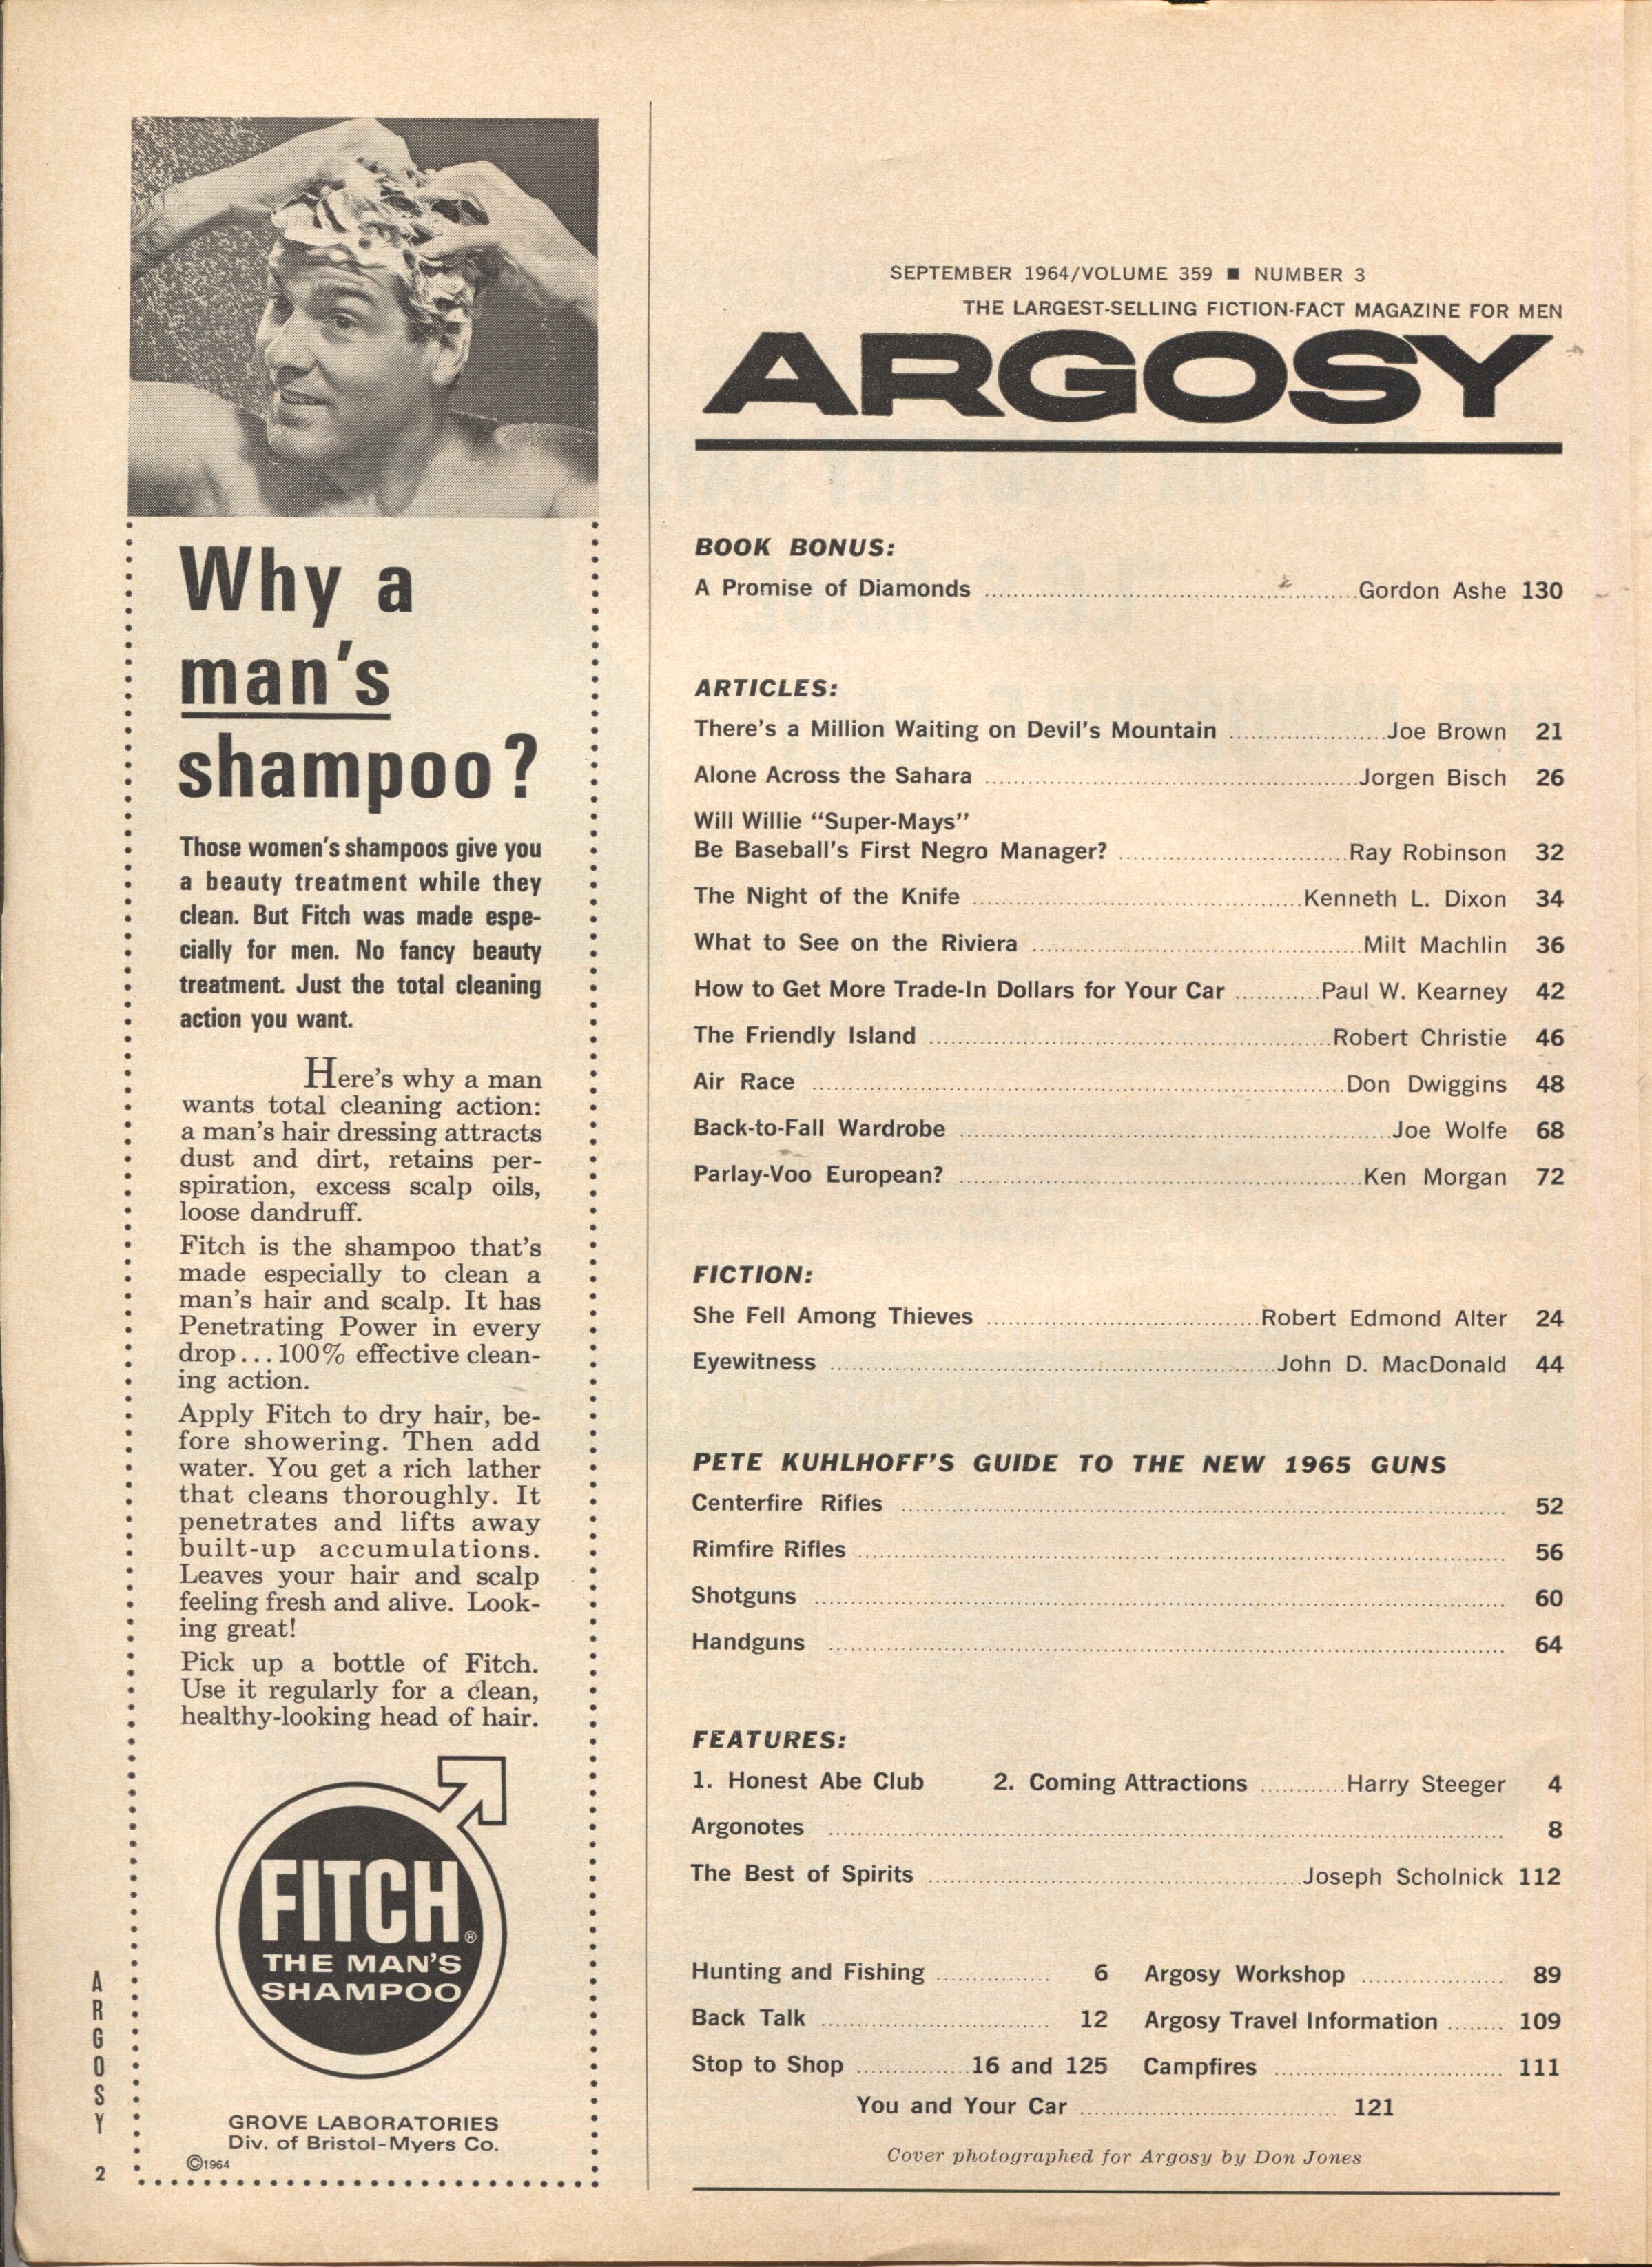 Why a
man's
shampoo?
Those women's shampoos give you
a beauty treatment while they
clean. But Fitch was made espe-
cially for men. No fancy beauty
treatment. Just the total cleaning
action you want.
Here's why a man
wants total cleaning action:
a man's hair dressing attracts
dust and dirt, retains per-
spiration, excess scalp oils,
loose dandruff.
Fitch is the shampoo that's
made especially to clean a
man's hair and scalp. It has
Penetrating Power in every
drop...100% effective clean-
ing action.
Apply Fitch to dry hair, be-
fore showering. Then add
water. You get a rich lather
that cleans thoroughly. It
penetrates and lifts away
built-up accumulations.
Leaves your hair and scalp
feeling fresh and alive. Look-
ing great!
Pick up a bottle of Fitch.
Use it regularly for a clean,
healthy-looking head of hair.
FITCH®
THE MAN'S
SHAMPOO
GROVE LABORATORIES
Div. of Bristol-Myers Co.
©1964
ARGOSY
2
SEPTEMBER 1964/VOLUME 359 ■ NUMBER 3
THE LARGEST-SELLING FICTION-FACT MAGAZINE FOR MEN
ARGOSY
BOOK BONUS:
A Promise of Diamonds ..... Gordon Ashe 130
ARTICLES:
There's a Million Waiting on Devil's Mountain ..... Joe Brown 21
Alone Across the Sahara ..... Jorgen Bisch 26
Will Willie "Super-Mays"
Be Baseball's First Negro Manager? ..... Ray Robinson 32
The Night of the Knife ..... Kenneth L. Dixon 34
What to See on the Riviera ..... Milt Machlin 36
How to Get More Trade-In Dollars for Your Car ..... Paul W. Kearney 42
The Friendly Island ..... Robert Christie 46
Air Race ..... Don Dwiggins 48
Back-to-Fall Wardrobe ..... Joe Wolfe 68
Parlay-Voo European? ..... Ken Morgan 72
FICTION:
She Fell Among Thieves ..... Robert Edmond Alter 24
Eyewitness ..... John D. MacDonald 44
PETE KUHLHOFF'S GUIDE TO THE NEW 1965 GUNS
Centerfire Rifles ..... 52
Rimfire Rifles ..... 56
Shotguns ..... 60
Handguns ..... 64
FEATURES:
1. Honest Abe Club 2. Coming Attractions ..... Harry Steeger 4
Argonotes ..... 8
The Best of Spirits ..... Joseph Scholnick 112
Hunting and Fishing ..... 6 Argosy Workshop ..... 89
Back Talk ..... 12 Argosy Travel Information ..... 109
Stop to Shop ..... 16 and 125 Campfires ..... 111
You and Your Car ..... 121
Cover photographed for Argosy by Don Jones